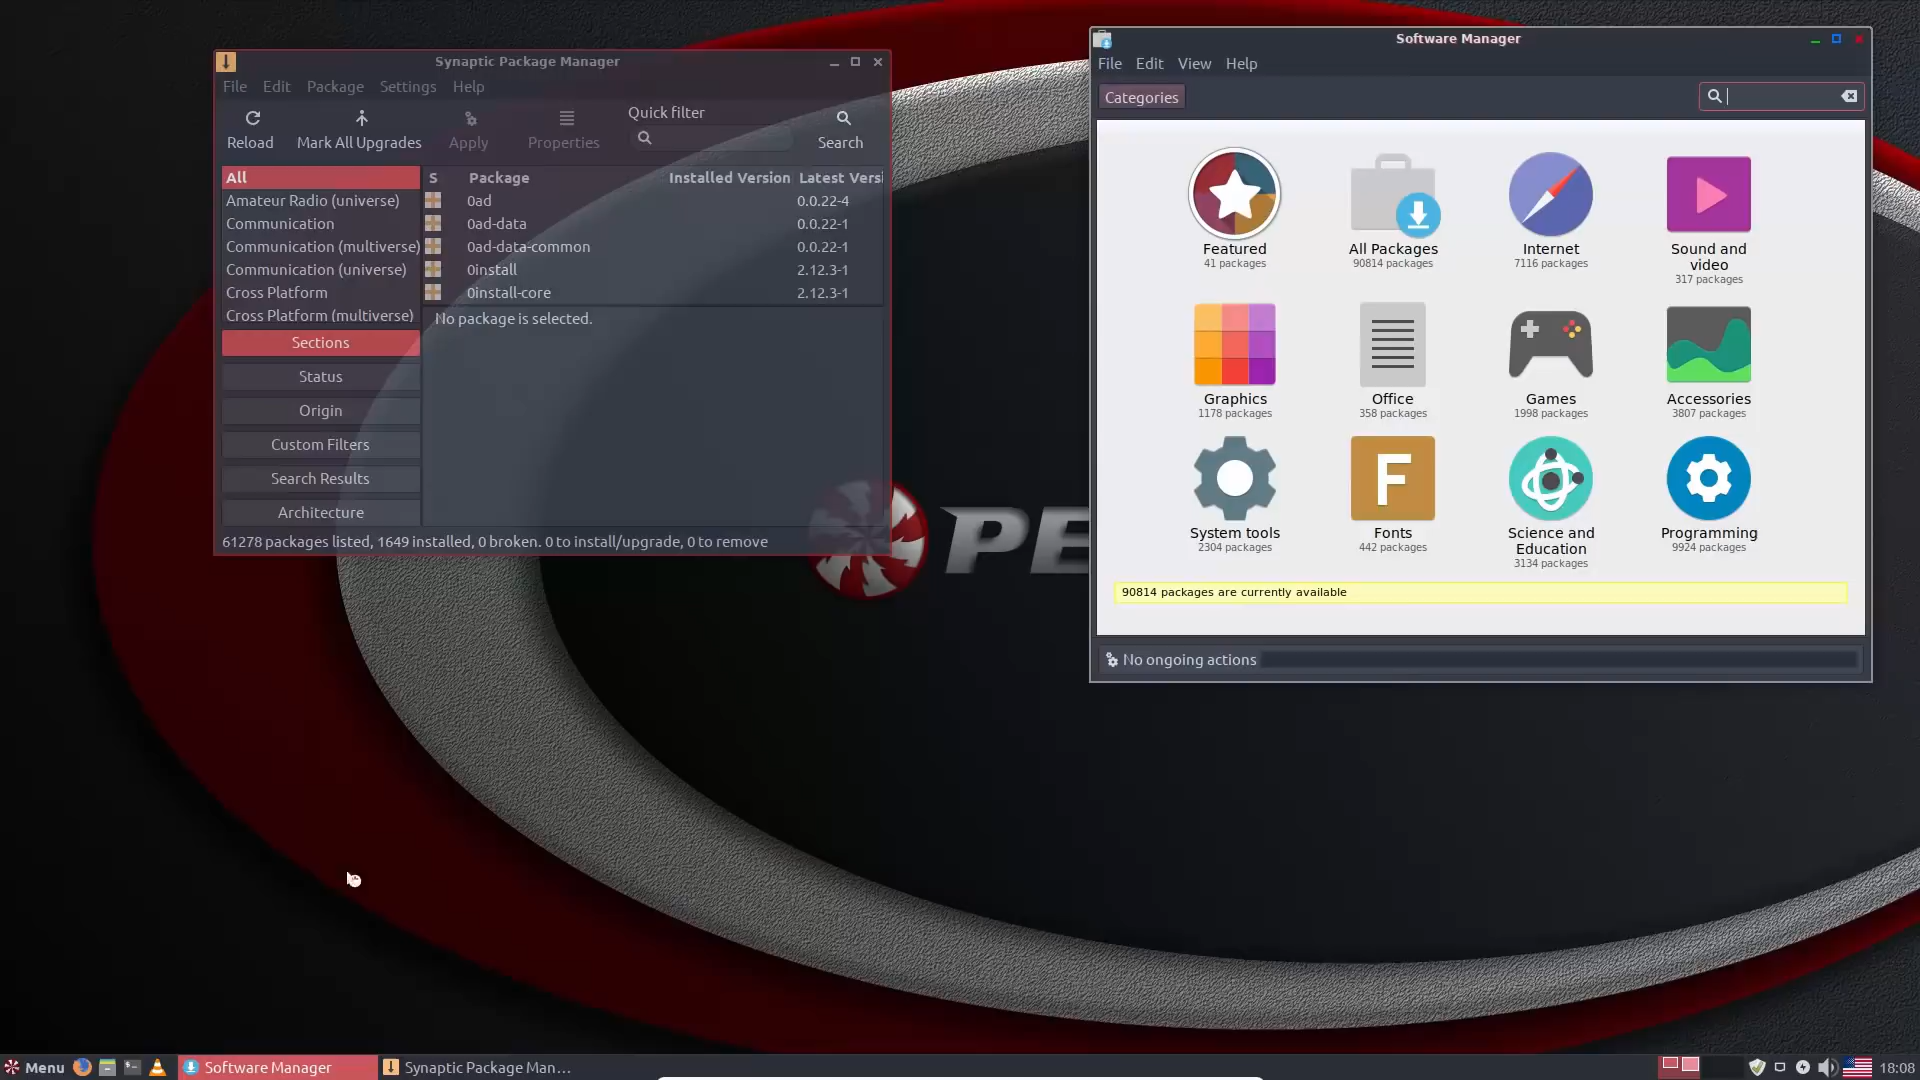 Synaptic Package Manager
File Edit Package Settings Help
Reload
Mark All Upgrades
Apply
Properties
Quick filter
Search
All
Amateur Radio (universe)
Communication
Communication (multiverse)
Communication (universe)
Cross Platform
Cross Platform (multiverse)
Sections
Status
Origin
Custom Filters
Search Results
Architecture
S Package Installed Version Latest Versi
0ad 0.0.22-4
0ad-data 0.0.22-1
0ad-data-common 0.0.22-1
0install 2.12.3-1
0install-core 2.12.3-1
No package is selected.
61278 packages listed, 1649 installed, 0 broken. 0 to install/upgrade, 0 to remove
PE
Software Manager
File Edit View Help
Categories
Featured
41 packages
All Packages
90814 packages
Internet
7116 packages
Sound and
video
317 packages
Graphics
1178 packages
Office
358 packages
Games
1998 packages
Accessories
3807 packages
System tools
2304 packages
F
Fonts
442 packages
Science and
Education
3134 packages
Programming
9924 packages
90814 packages are currently available
No ongoing actions
Menu
Software Manager
Synaptic Package Man...
18:08